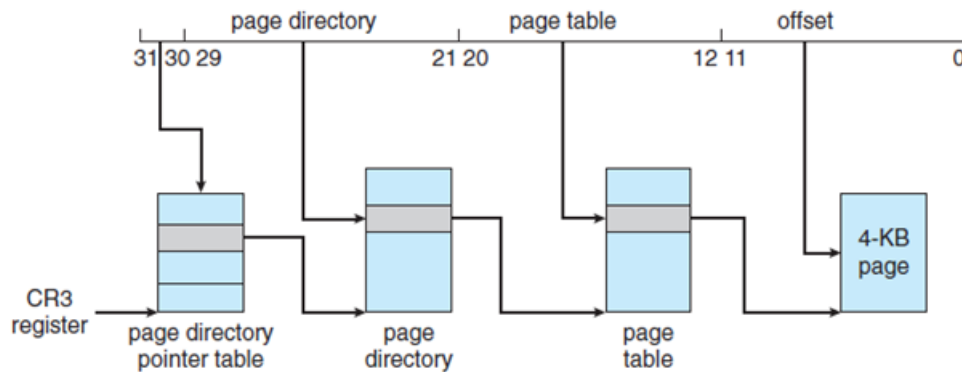 page directory page table offset
31 30 29 21 20 12 11 0
4-KB
page
CR3
register
page directory
pointer table
page
directory
page
table